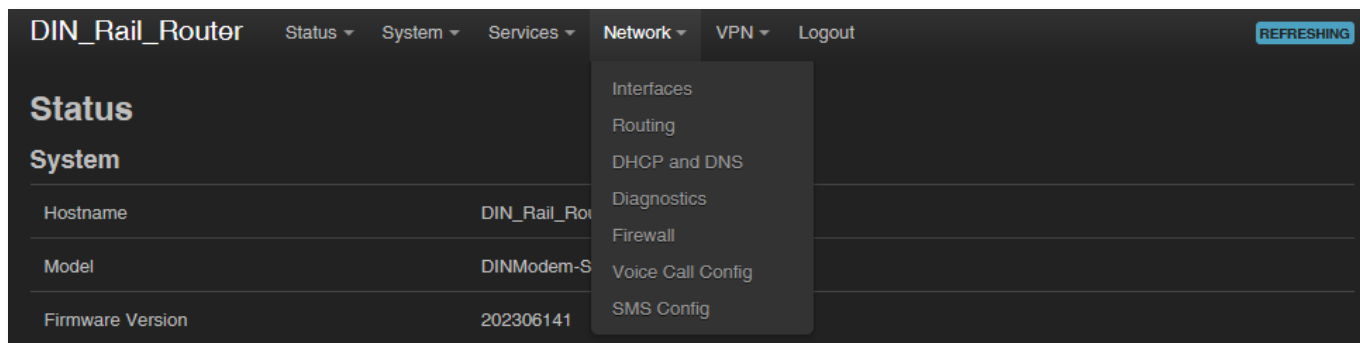 DIN_Rail_Router Status System Services Network VPN Logout REFRESHING
Interfaces
Status
Routing
System
DHCP and DNS
Diagnostics
Hostname DIN_Rail_Rou
Firewall
Model DINModem-S
Voice Call Config
SMS Config
Firmware Version 202306141